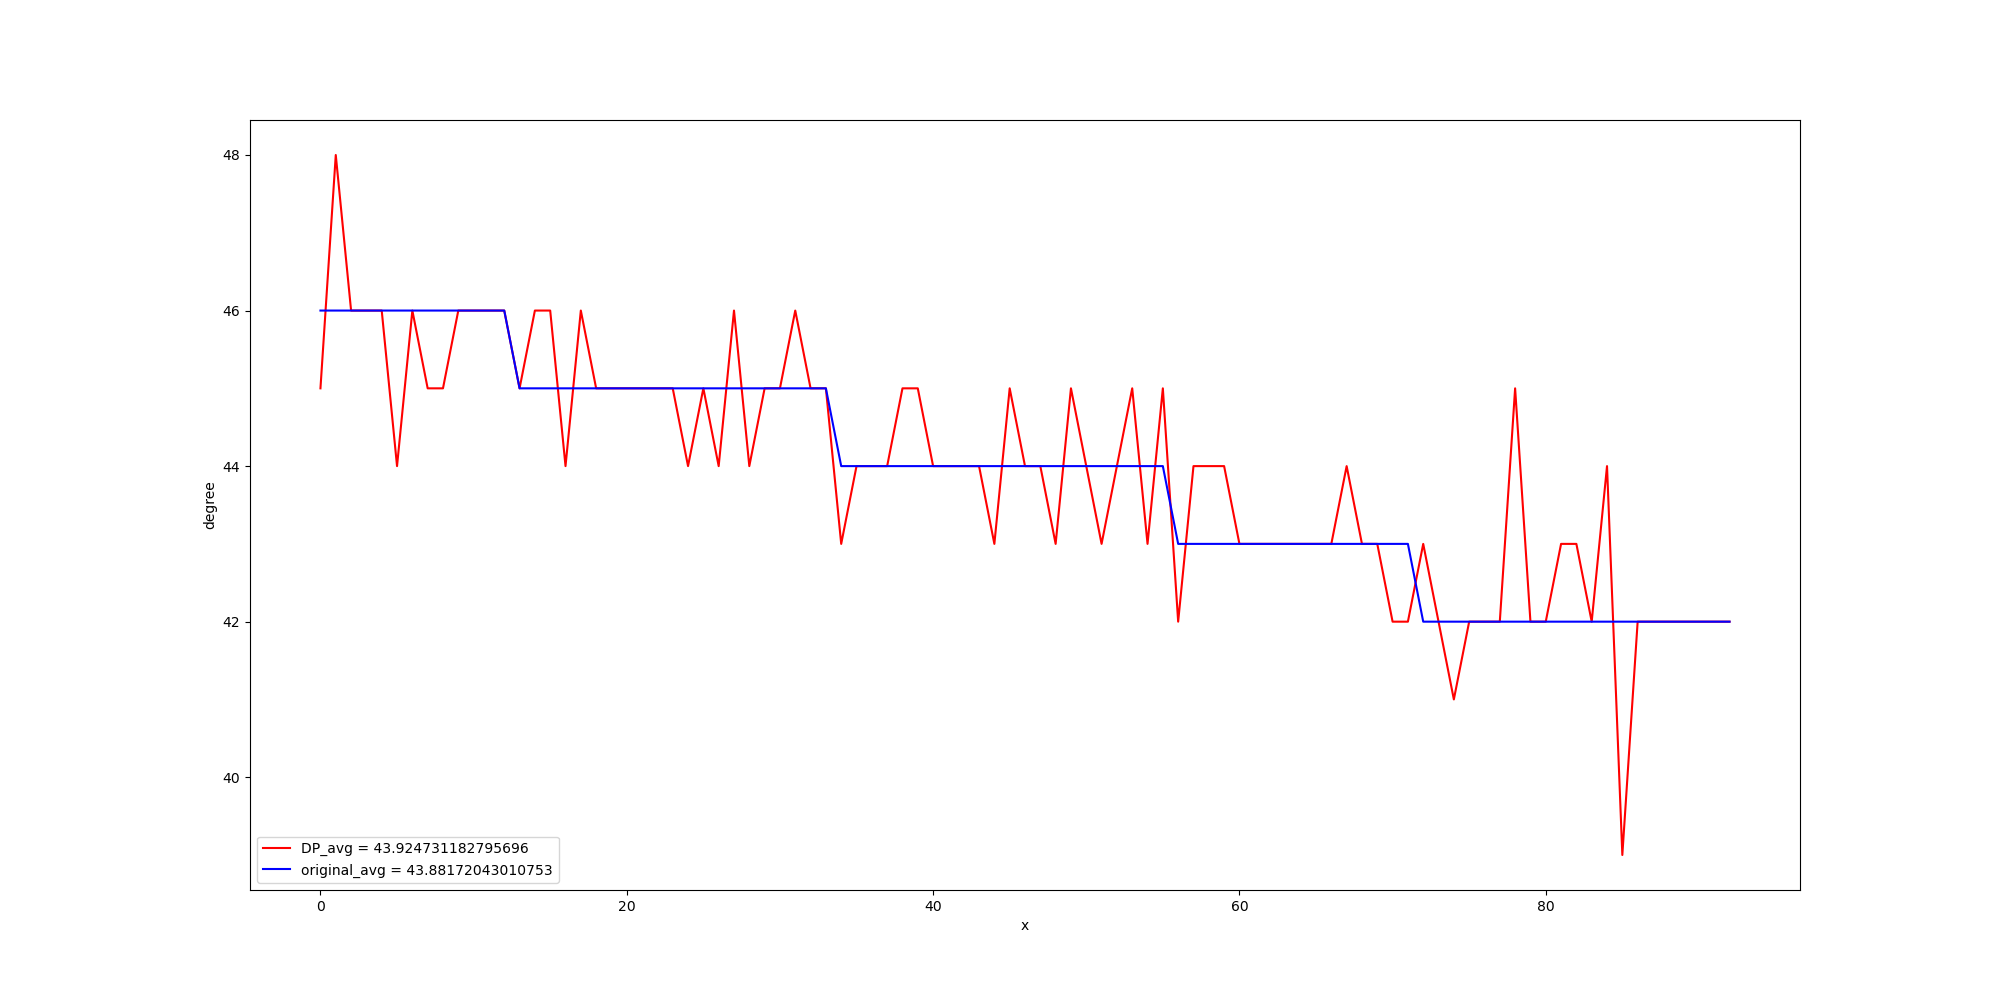 48
46
44
42
40
degree
DP_avg = 43.924731182795696
original_avg = 43.88172043010753
0 20 40 60 80
x